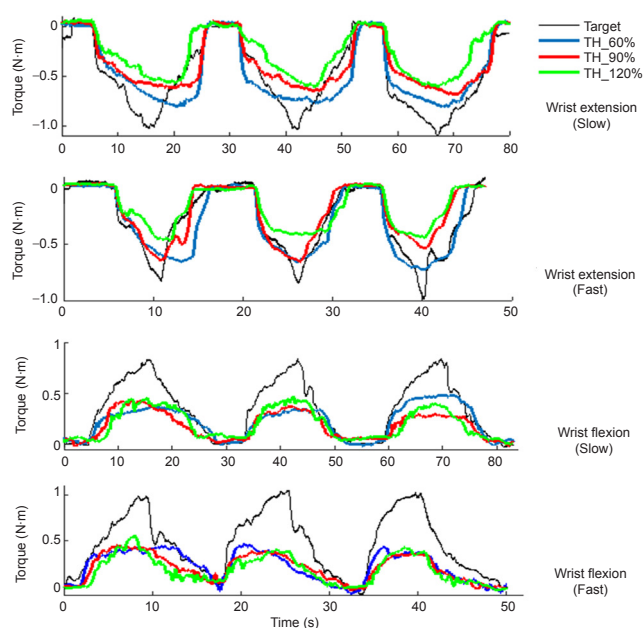 Torque (N·m)
0
−0.5
−1.0
0 10 20 30 40 50 60 70 80
Target
TH_60%
TH_90%
TH_120%
Wrist extension
(Slow)
Torque (N·m)
0
−0.5
−1.0
0 10 20 30 40 50
Wrist extension
(Fast)
Torque (N·m)
1
0.5
0
0 10 20 30 40 50 60 70 80
Wrist flexion
(Slow)
Torque (N·m)
1
0.5
0
0 10 20 30 40 50
Time (s)
Wrist flexion
(Fast)